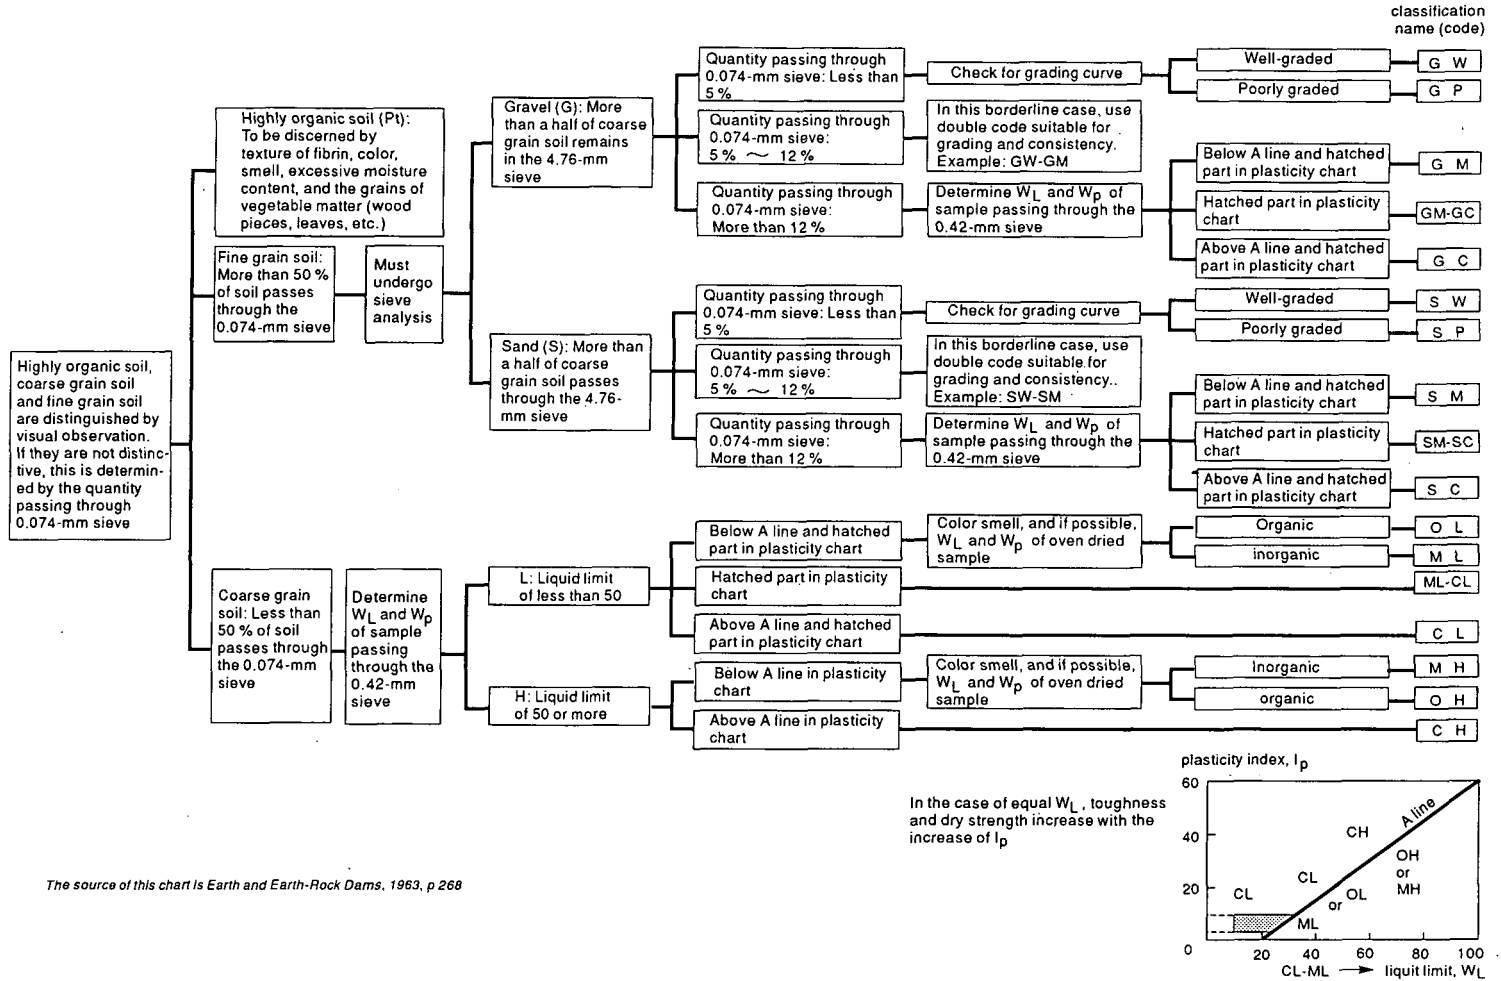 classification
name (code)
Highly organic soil,
coarse grain soil
and fine grain soil
are distinguished by
visual observation.
If they are not distinc-
tive, this is determin-
ed by the quantity
passing through
0.074-mm sieve
Highly organic soil (Pt):
To be discerned by
texture of fibrin, color,
smell, excessive moisture
content, and the grains of
vegetable matter (wood
pieces, leaves, etc.)
Fine grain soil:
More than 50 %
of soil passes
through the
0.074-mm sieve
Must
undergo
sieve
analysis
Gravel (G): More
than a half of coarse
grain soil remains
in the 4.76-mm
sieve
Quantity passing through
0.074-mm sieve: Less than
5 %
Check for grading curve
Well-graded
G W
Poorly graded
G P
Quantity passing through
0.074-mm sieve:
5 % ~ 12 %
In this borderline case, use
double code suitable for
grading and consistency.
Example: GW-GM
Quantity passing through
0.074-mm sieve:
More than 12 %
Determine WL and Wp of
sample passing through the
0.42-mm sieve
Below A line and hatched
part in plasticity chart
G M
Hatched part in plasticity
chart
GM-GC
Above A line and hatched
part in plasticity chart
G C
Sand (S): More than
a half of coarse
grain soil passes
through the 4.76-
mm sieve
Quantity passing through
0.074-mm sieve: Less than
5 %
Check for grading curve
Well-graded
S W
Poorly graded
S P
Quantity passing through
0.074-mm sieve:
5 % ~ 12 %
In this borderline case, use
double code suitable for
grading and consistency..
Example: SW-SM
Quantity passing through
0.074-mm sieve:
More than 12 %
Determine WL and Wp of
sample passing through the
0.42-mm sieve
Below A line and hatched
part in plasticity chart
S M
Hatched part in plasticity
chart
SM-SC
Above A line and hatched
part in plasticity chart
S C
Coarse grain
soil: Less than
50 % of soil
passes through
the 0.074-mm
sieve
Determine
WL and Wp
of sample
passing
through the
0.42-mm
sieve
L: Liquid limit
of less than 50
Below A line and hatched
part in plasticity chart
Color smell, and if possible,
WL and Wp of oven dried
sample
Organic
O L
inorganic
M L
Hatched part in plasticity
chart
ML-CL
Above A line and hatched
part in plasticity chart
C L
H: Liquid limit
of 50 or more
Below A line in plasticity
chart
Color smell, and if possible,
WL and Wp of oven dried
sample
Inorganic
M H
organic
O H
Above A line in plasticity
chart
C H
In the case of equal WL, toughness
and dry strength increase with the
increase of Ip
plasticity index, Ip
60
40
20
0
A line
CH
OH
or
MH
CL
CL
OL
or
ML
20 40 60 80 100
CL-ML → liquit limit, WL
The source of this chart is Earth and Earth-Rock Dams, 1963, p 268